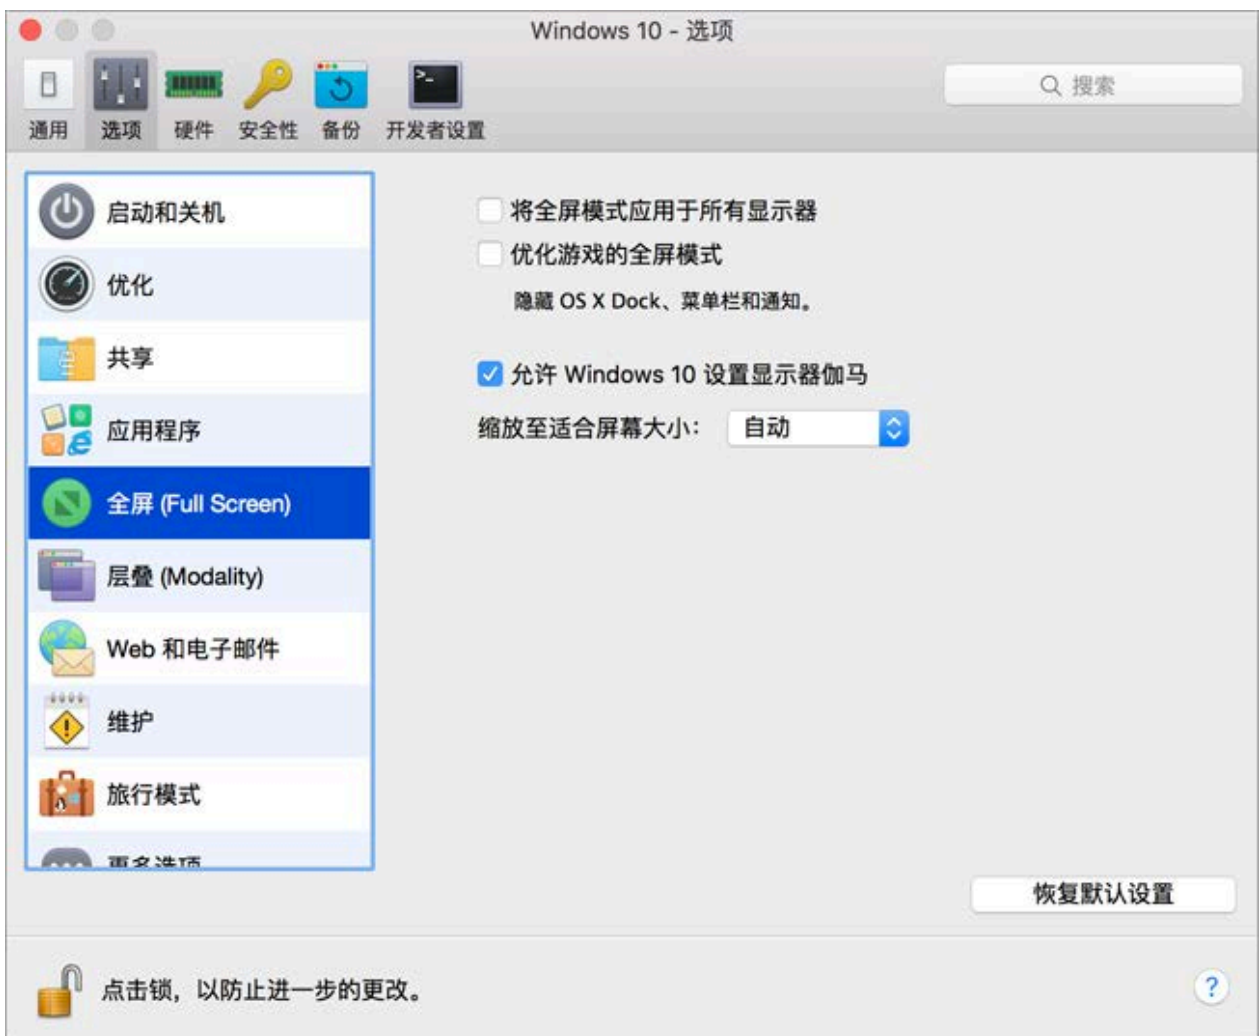 Windows 10 - 选项
搜索
通用 选项 硬件 安全性 备份 开发者设置
启动和关机
优化
共享
应用程序
全屏 (Full Screen)
层叠 (Modality)
Web 和电子邮件
维护
旅行模式
更多选项
将全屏模式应用于所有显示器
优化游戏的全屏模式
隐藏 OS X Dock、菜单栏和通知。
允许 Windows 10 设置显示器伽马
缩放至适合屏幕大小： 自动
恢复默认设置
点击锁，以防止进一步的更改。
?